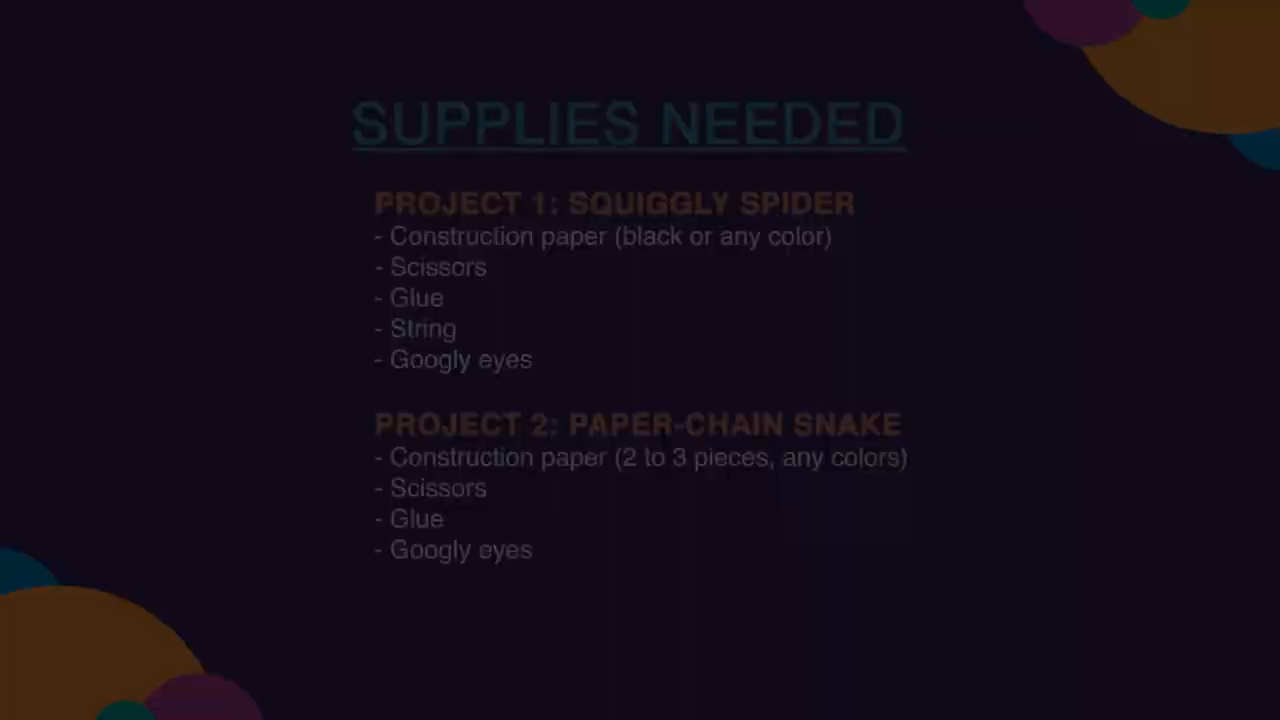 SUPPLIES NEEDED
PROJECT 1: SQUIGGLY SPIDER
- Construction paper (black or any color)
- Scissors
- Glue
- String
- Googly eyes
PROJECT 2: PAPER-CHAIN SNAKE
- Construction paper (2 to 3 pieces, any colors)
- Scissors
- Glue
- Googly eyes